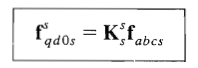 f^s_{qd0s} = K^s_s f_{abcs}